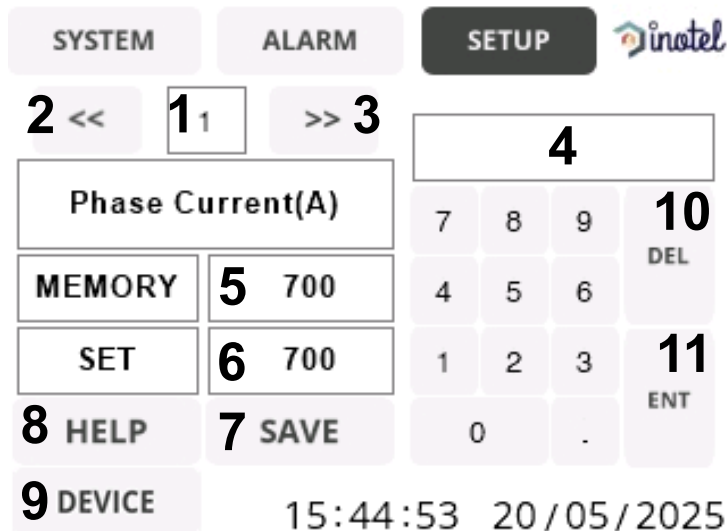 SYSTEM ALARM SETUP inotel
2 << 1 1 >> 3
4
Phase Current(A)
7 8 9 10 DEL
MEMORY 5 700
4 5 6
SET 6 700
1 2 3 11 ENT
8 HELP 7 SAVE
0 .
9 DEVICE
15:44:53 20/05/2025